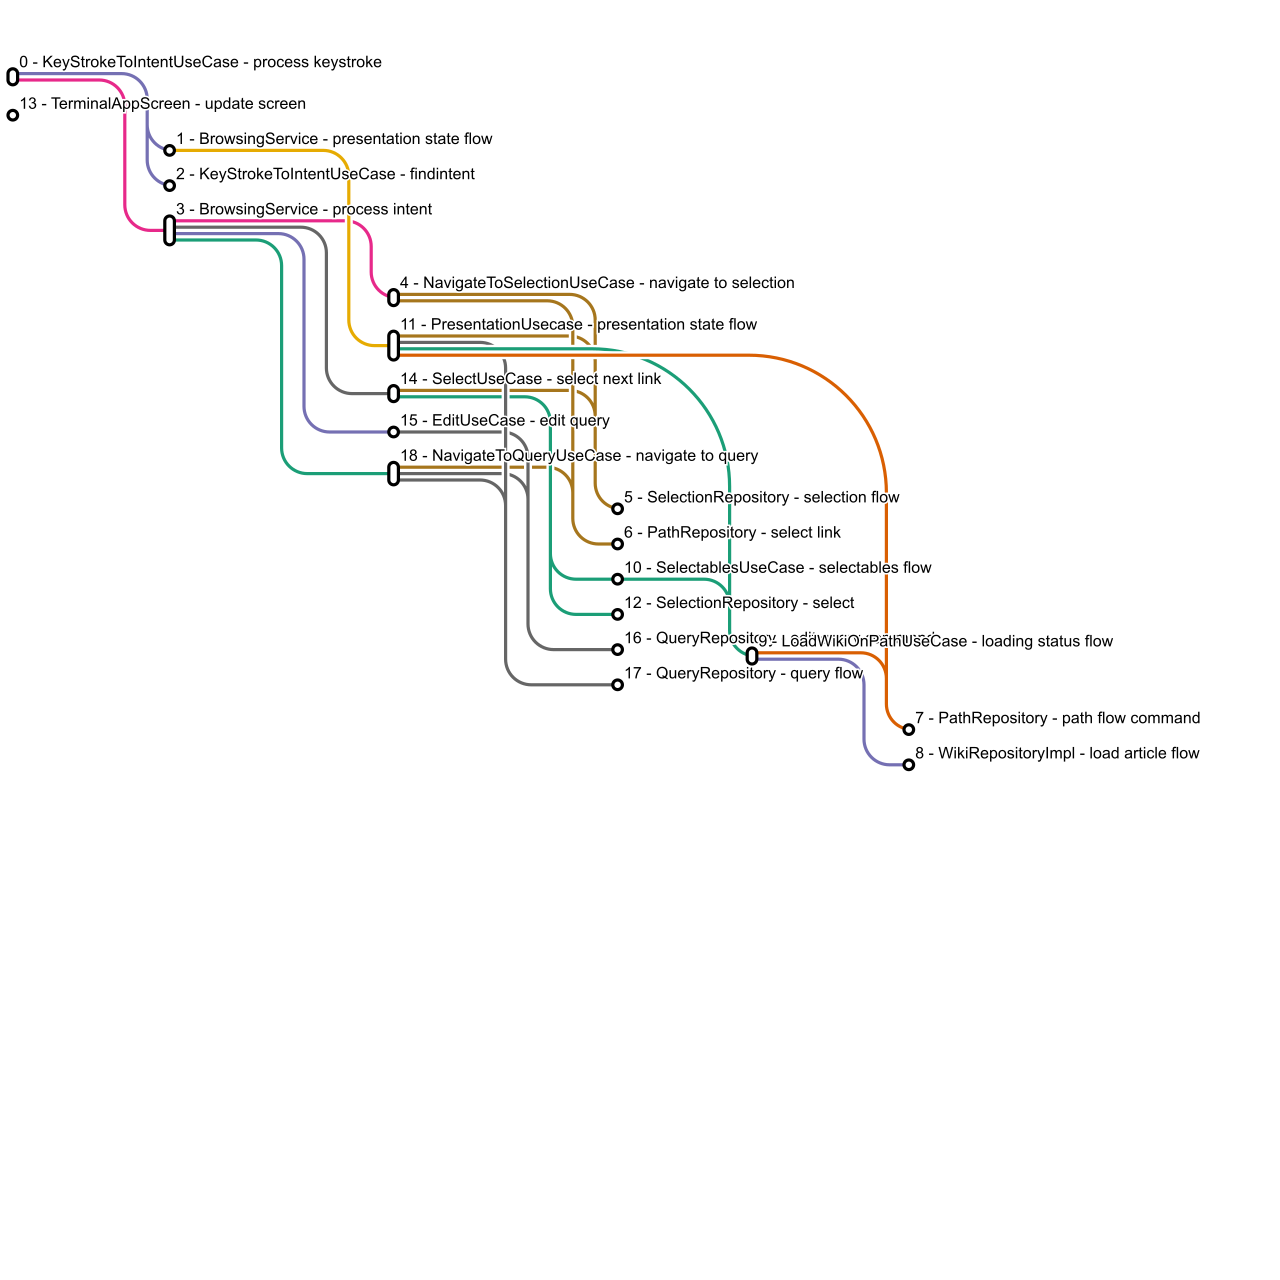 0 - KeyStrokeToIntentUseCase - process keystroke
13 - TerminalAppScreen - update screen
1 - BrowsingService - presentation state flow
2 - KeyStrokeToIntentUseCase - findintent
3 - BrowsingService - process intent
4 - NavigateToSelectionUseCase - navigate to selection
11 - PresentationUsecase - presentation state flow
14 - SelectUseCase - select next link
15 - EditUseCase - edit query
18 - NavigateToQueryUseCase - navigate to query
5 - SelectionRepository - selection flow
6 - PathRepository - select link
10 - SelectablesUseCase - selectables flow
12 - SelectionRepository - select
16 - QueryRepository -
9 - LoadWikiOnPathUseCase - loading status flow
17 - QueryRepository - query flow
7 - PathRepository - path flow command
8 - WikiRepositoryImpl - load article flow